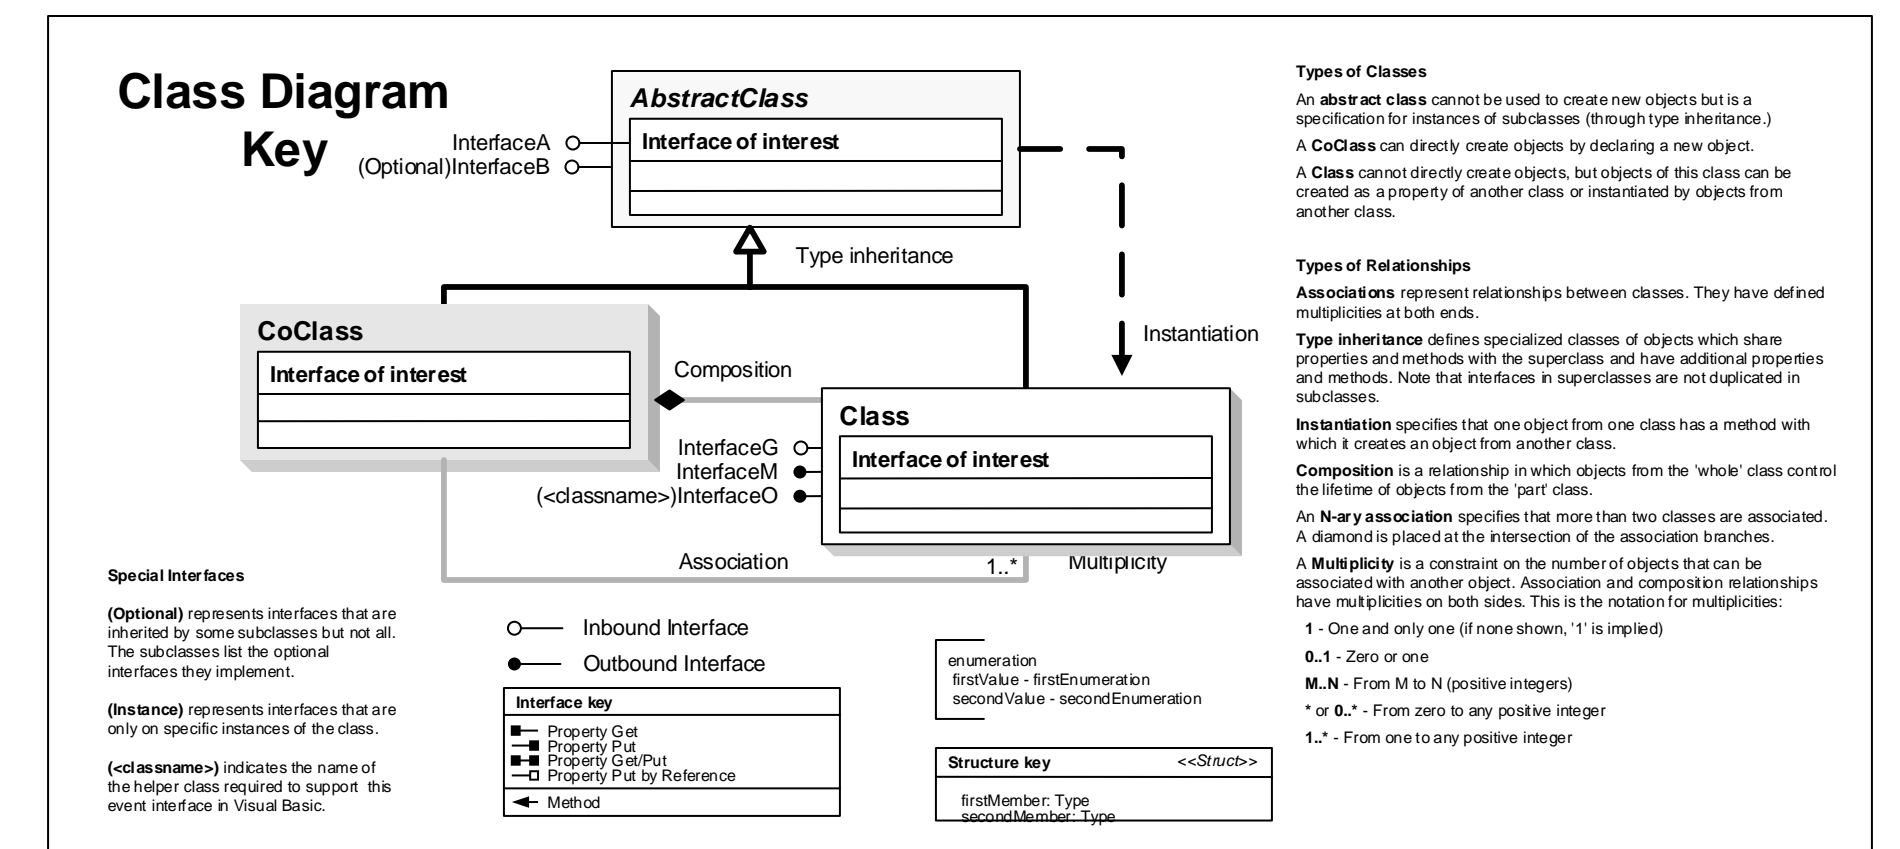 Class Diagram
Key
AbstractClass
Interface of interest
InterfaceA
(Optional)InterfaceB
Type inheritance
Instantiation
CoClass
Interface of interest
Composition
Class
Interface of interest
InterfaceG
InterfaceM
(<classname>)InterfaceO
Association
1..*
Multiplicity
Special Interfaces
(Optional) represents interfaces that are
inherited by some subclasses but not all.
The subclasses list the optional
interfaces they implement.
(Instance) represents interfaces that are
only on specific instances of the class.
(<classname>) indicates the name of
the helper class required to support this
event interface in Visual Basic.
Inbound Interface
Outbound Interface
Interface key
Property Get
Property Put
Property Get/Put
Property Put by Reference
Method
enumeration
firstValue - firstEnumeration
secondValue - secondEnumeration
Structure key <<Struct>>
firstMember: Type
secondMember: Type
Types of Classes
An abstract class cannot be used to create new objects but is a
specification for instances of subclasses (through type inheritance.)
A CoClass can directly create objects by declaring a new object.
A Class cannot directly create objects, but objects of this class can be
created as a property of another class or instantiated by objects from
another class.
Types of Relationships
Associations represent relationships between classes. They have defined
multiplicities at both ends.
Type inheritance defines specialized classes of objects which share
properties and methods with the superclass and have additional properties
and methods. Note that interfaces in superclasses are not duplicated in
subclasses.
Instantiation specifies that one object from one class has a method with
which it creates an object from another class.
Composition is a relationship in which objects from the 'whole' class control
the lifetime of objects from the 'part' class.
An N-ary association specifies that more than two classes are associated.
A diamond is placed at the intersection of the association branches.
A Multiplicity is a constraint on the number of objects that can be
associated with another object. Association and composition relationships
have multiplicities on both sides. This is the notation for multiplicities:
1 - One and only one (if none shown, '1' is implied)
0..1 - Zero or one
M..N - From M to N (positive integers)
* or 0..* - From zero to any positive integer
1..* - From one to any positive integer